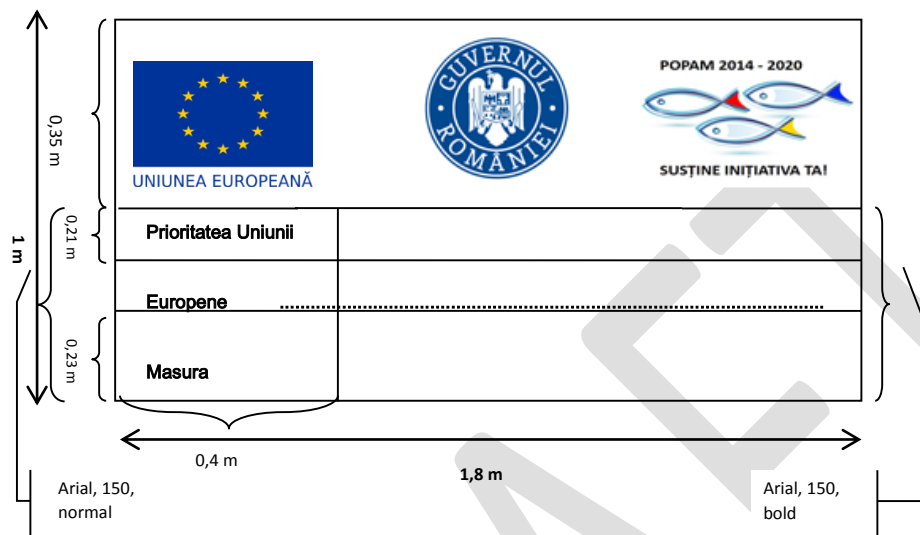 UNIUNEA EUROPEANĂ
GUVERNUL ROMÂNIEI
POPAM 2014 - 2020
SUSȚINE INIȚIATIVA TA!
0,35 m
1 m
0,21 m
Prioritatea Uniunii
Europene ................................................
0,23 m
Masura
0,4 m
1,8 m
Arial, 150,
normal
Arial, 150,
bold